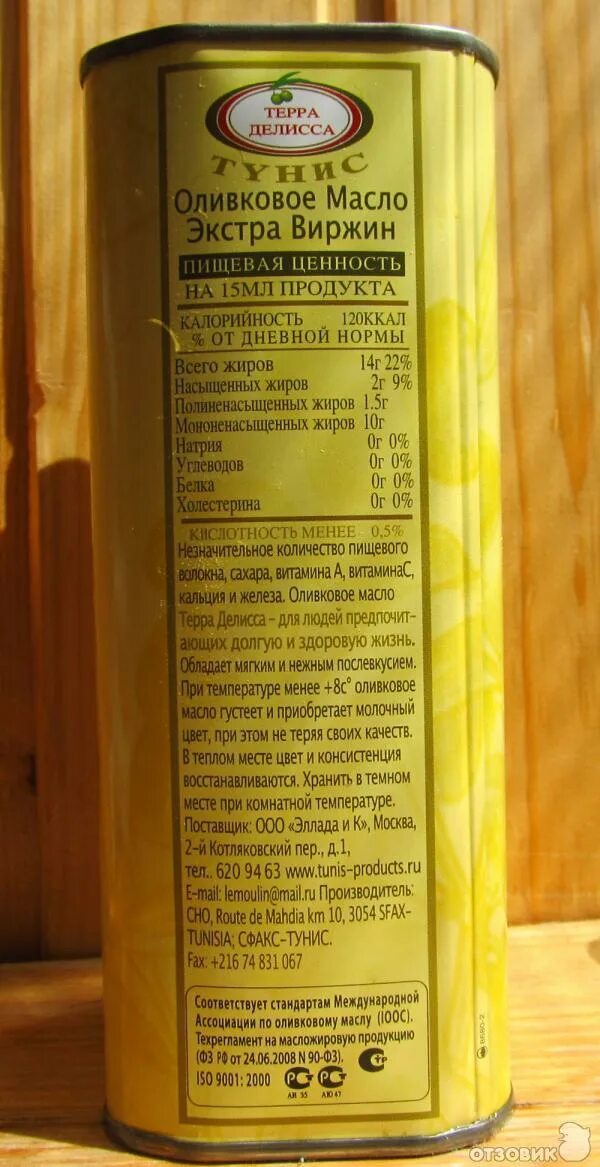 ТЕРРА
ДЕЛИССА
ТУНИС
Оливковое Масло
Экстра Виржин
ПИЩЕВАЯ ЦЕННОСТЬ
НА 15МЛ ПРОДУКТА
КАЛОРИЙНОСТЬ 120ККАЛ
% ОТ ДНЕВНОЙ НОРМЫ
Всего жиров 14г 22%
Насыщенных жиров 2г 9%
Полиненасыщенных жиров 1.5г
Мононенасыщенных жиров 10г
Натрия 0г 0%
Углеводов 0г 0%
Белка 0г 0%
Холестерина 0г 0%
КИСЛОТНОСТЬ МЕНЕЕ 0,5%
Незначительное количество пищевого
волокна, сахара, витамина А, витаминаС,
кальция и железа. Оливковое масло
Терра Делисса – для людей предпочит-
ающих долгую и здоровую жизнь.
Обладает мягким и нежным послевкусием.
При температуре менее +8с° оливковое
масло густеет и приобретает молочный
цвет, при этом не теряя своих качеств.
В теплом месте цвет и консистенция
восстанавливаются. Хранить в темном
месте при комнатной температуре.
Поставщик: ООО «Эллада и К», Москва,
2-й Котляковский пер., д.1,
тел.. 620 94 63 www.tunis-products.ru
E-mail: lemoulin@mail.ru Производитель:
CHO, Route de Mahdia km 10, 3054 SFAX-
TUNISIA; СФАКС-ТУНИС.
Fax: +216 74 831 067
Соответствует стандартам Международной
Ассоциации по оливковому маслу (IOOC).
Техрегламент на масложировую продукцию
(ФЗ РФ от 24.06.2008 N 90-ФЗ).
ISO 9001: 2000
АИ 35 АЮ 47
8680-2
ОТЗОВИК